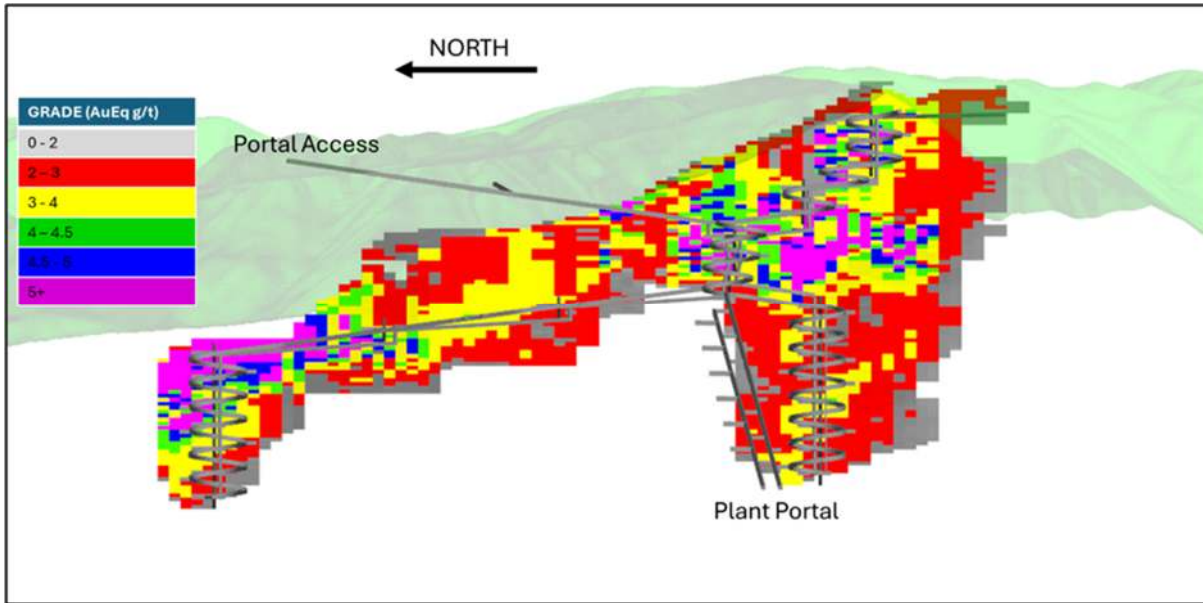 NORTH
GRADE (AuEq g/t)
0 - 2
2 – 3
3 - 4
4 – 4.5
4.5 - 5
5+
Portal Access
Plant Portal